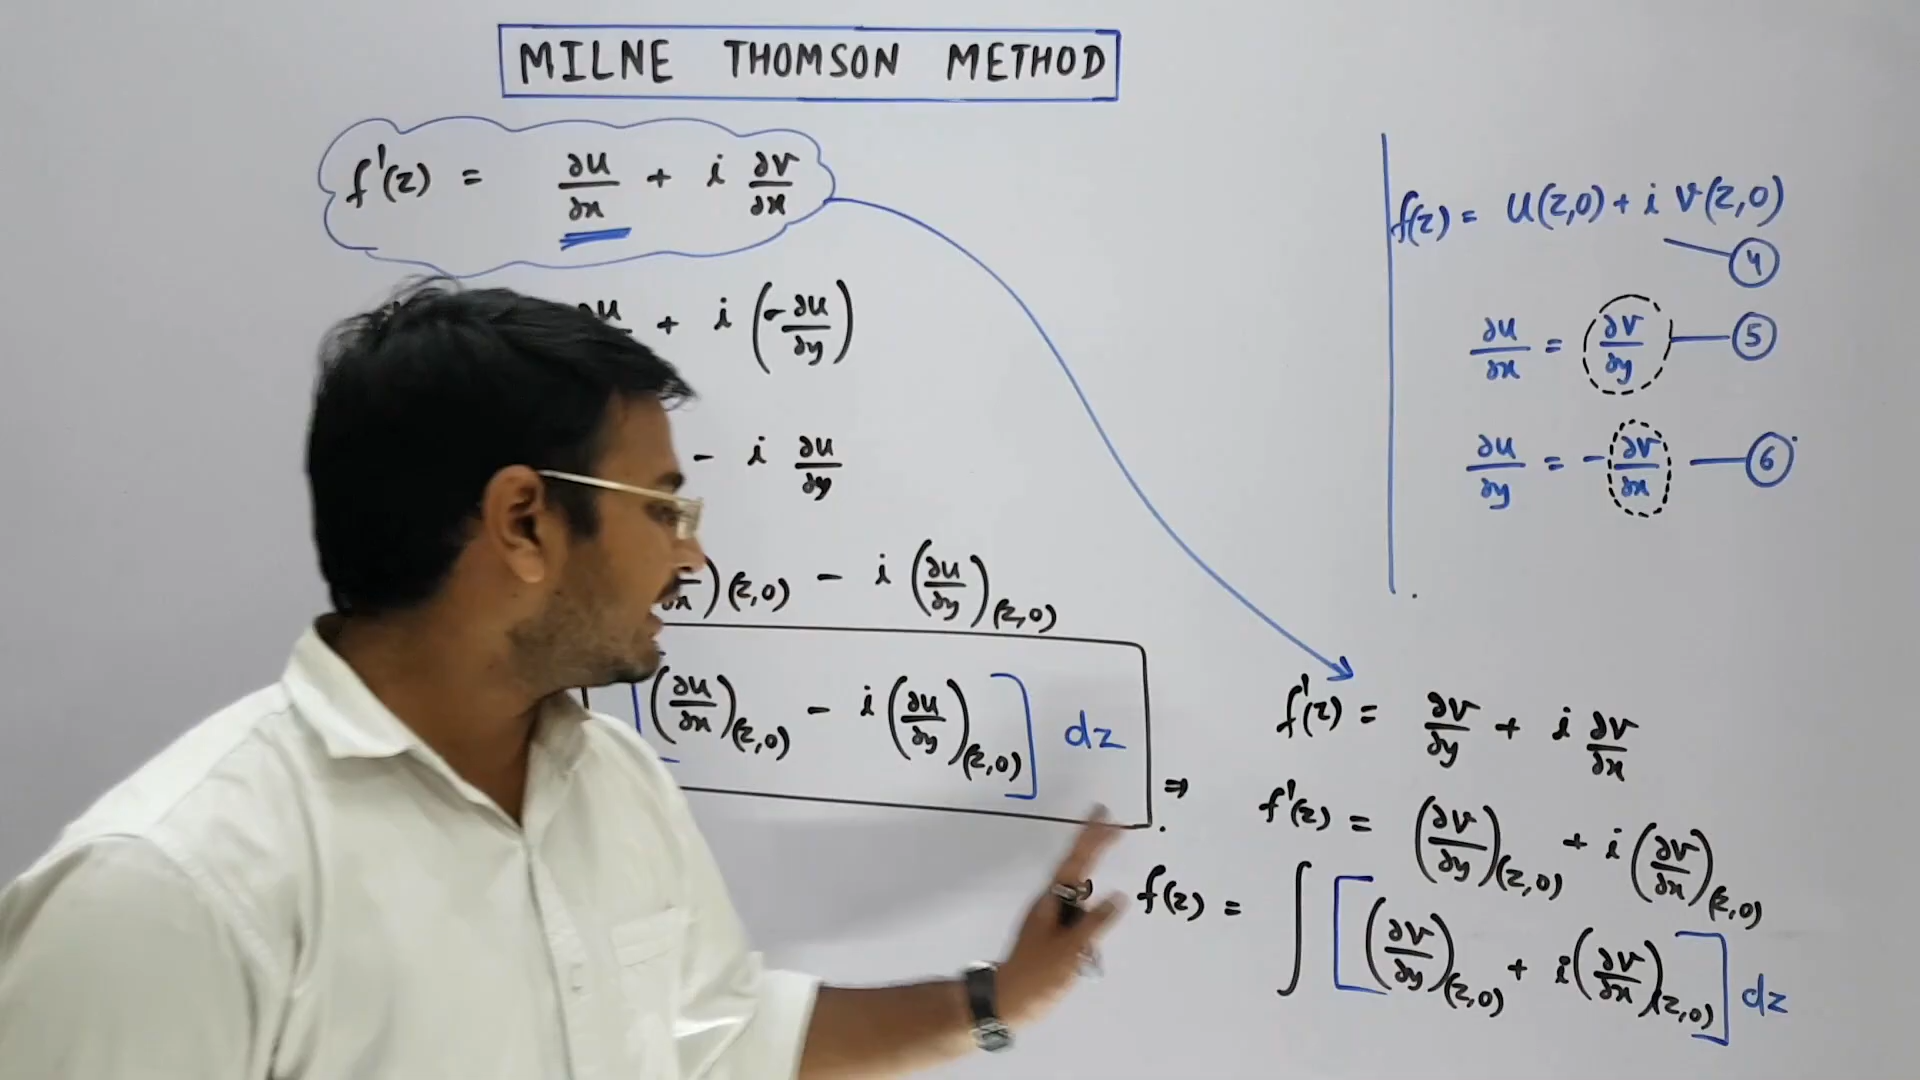 MILNE THOMSON METHOD
f'(z) = ∂u/∂x + i ∂v/∂x
∂u + i (-∂u/∂y)
- i ∂u/∂y
∂x)(z,0) - i (∂u/∂y)(z,0)
[(∂u/∂x)(z,0) - i (∂u/∂y)(z,0)] dz
f(z) = u(z,0) + i v(z,0)
4
∂u/∂x = ∂v/∂y — 5
∂u/∂y = -∂v/∂x — 6
f'(z) = ∂v/∂y + i ∂v/∂x
⇒ f'(z) = (∂v/∂y)(z,0) + i (∂v/∂x)(z,0)
⇒ f(z) = ∫ [(∂v/∂y)(z,0) + i (∂v/∂x)(z,0)] dz